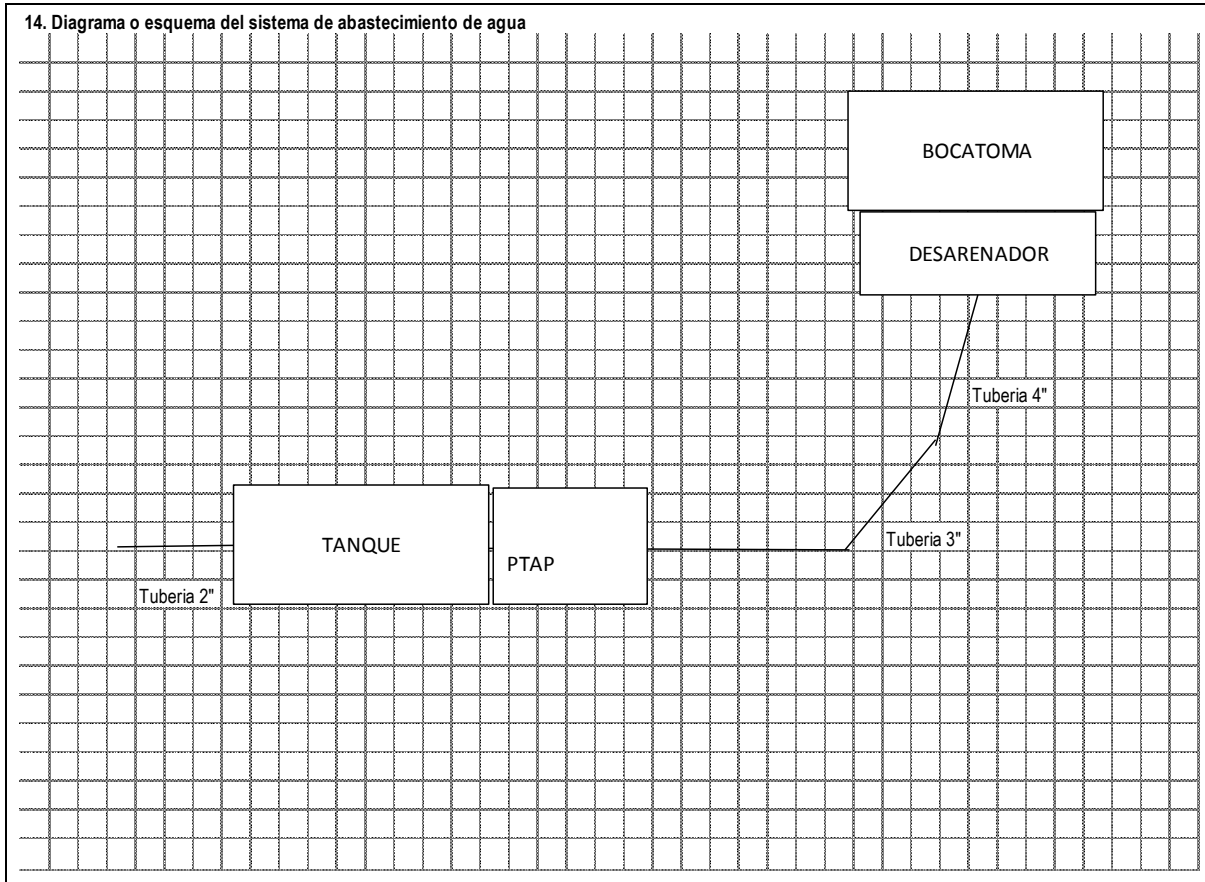 14. Diagrama o esquema del sistema de abastecimiento de agua
BOCATOMA
DESARENADOR
Tuberia 4"
Tuberia 3"
TANQUE
PTAP
Tuberia 2"